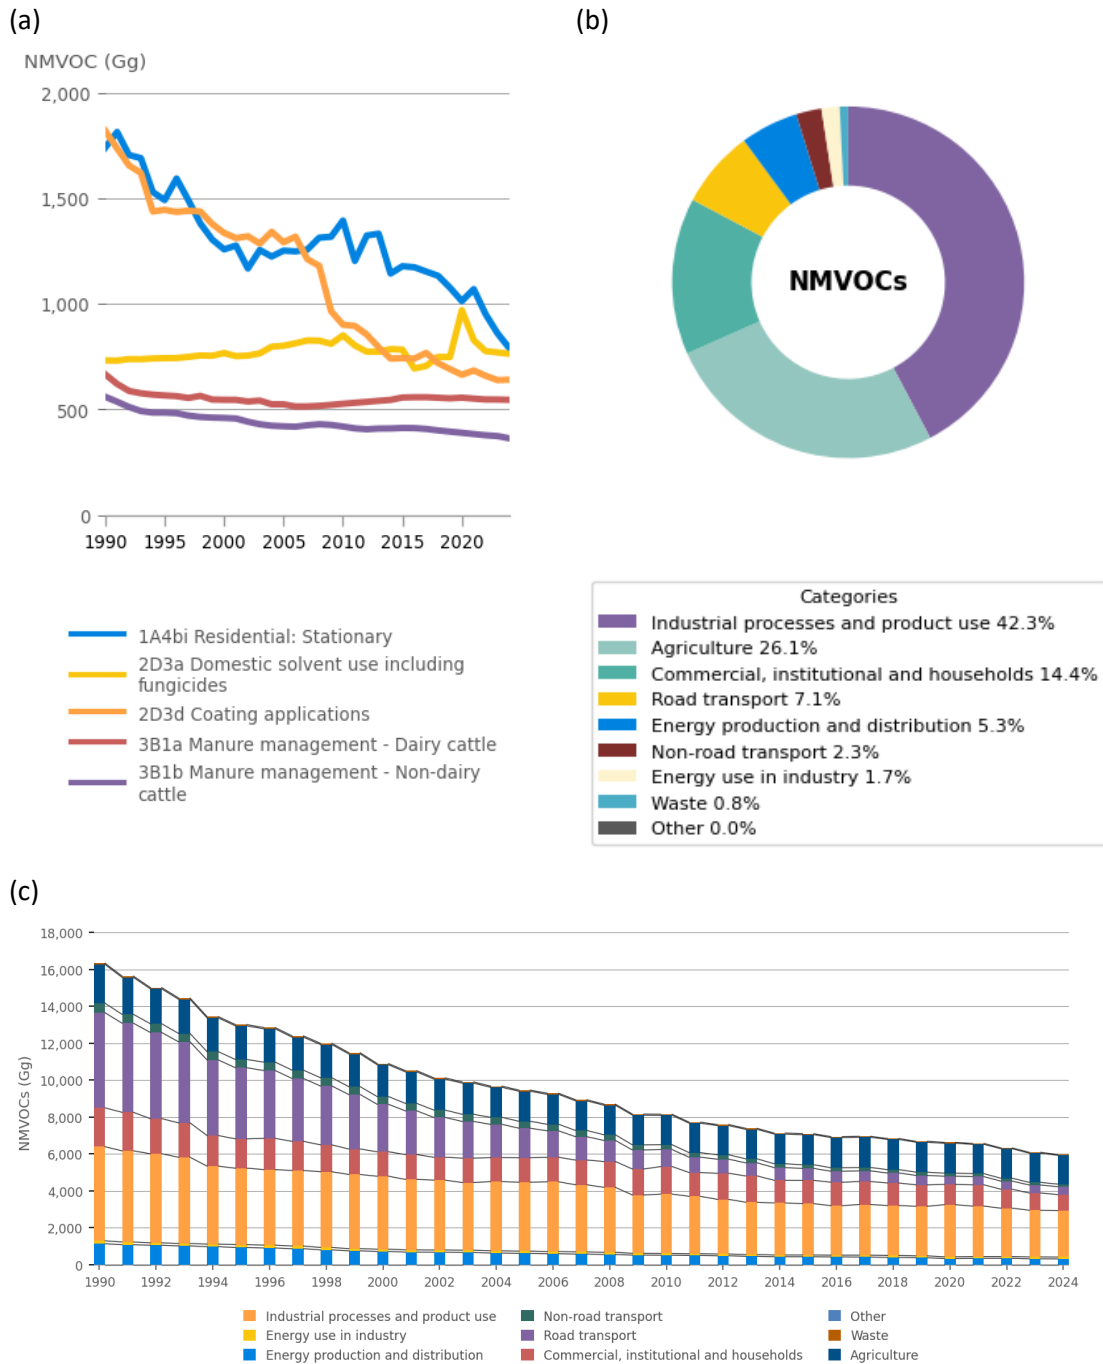 (a)
NMVOC (Gg)
2,000
1,500
1,000
500
0
1990 1995 2000 2005 2010 2015 2020
1A4bi Residential: Stationary
2D3a Domestic solvent use including
fungicides
2D3d Coating applications
3B1a Manure management - Dairy cattle
3B1b Manure management - Non-dairy
cattle
(b)
NMVOCs
Categories
Industrial processes and product use 42.3%
Agriculture 26.1%
Commercial, institutional and households 14.4%
Road transport 7.1%
Energy production and distribution 5.3%
Non-road transport 2.3%
Energy use in industry 1.7%
Waste 0.8%
Other 0.0%
(c)
NMVOCs (Gg)
18,000
16,000
14,000
12,000
10,000
8,000
6,000
4,000
2,000
0
1990 1992 1994 1996 1998 2000 2002 2004 2006 2008 2010 2012 2014 2016 2018 2020 2022 2024
Industrial processes and product use
Energy use in industry
Energy production and distribution
Non-road transport
Road transport
Commercial, institutional and households
Other
Waste
Agriculture